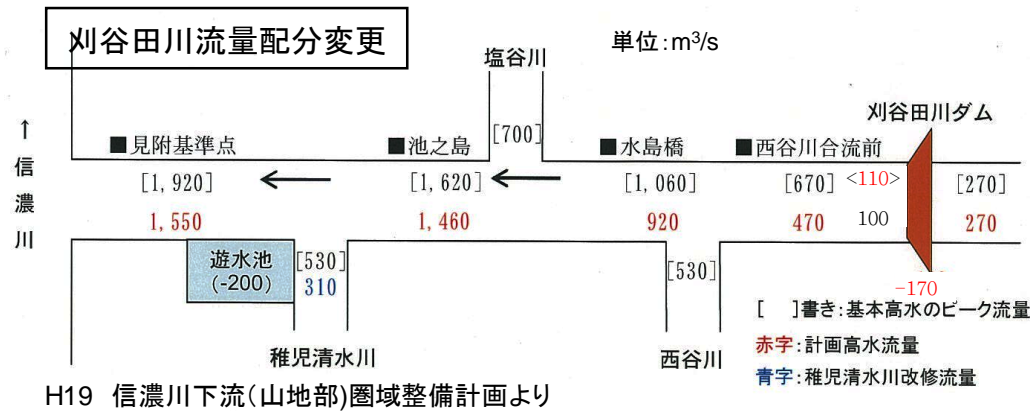 刈谷田川流量配分変更
単位:m³/s
塩谷川
刈谷田川ダム
↑信濃川
[700]
■見附基準点
■池之島
■水島橋
■西谷川合流前
[1,920]
[1,620]
[1,060]
[670]
<110>
[270]
1,550
1,460
920
470
100
270
遊水池
(-200)
[530]
310
[530]
-170
[ ]書き:基本高水のピーク流量
赤字:計画高水流量
青字:稚児清水川改修流量
稚児清水川
西谷川
H19 信濃川下流(山地部)圏域整備計画より